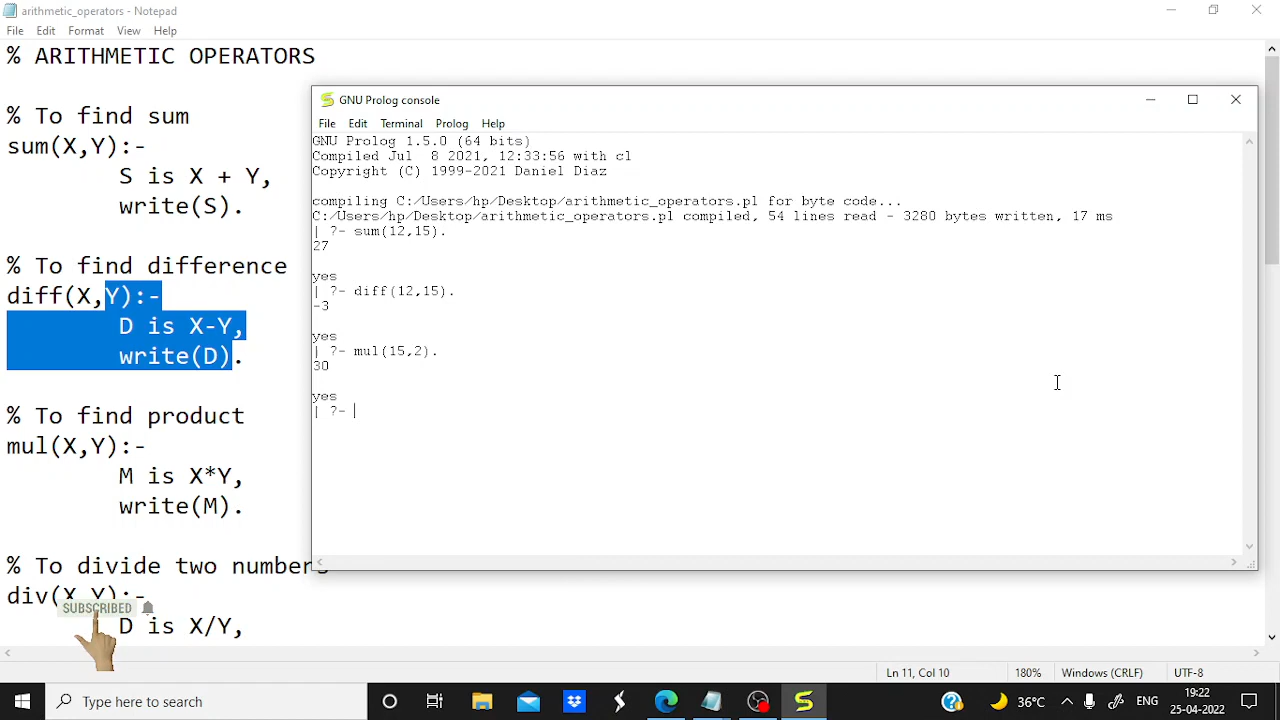 arithmetic_operators - Notepad
File Edit Format View Help
% ARITHMETIC OPERATORS
% To find sum
sum(X,Y):-
S is X + Y,
write(S).
% To find difference
diff(X,Y):-
D is X-Y,
write(D).
% To find product
mul(X,Y):-
M is X*Y,
write(M).
% To divide two numbers
div(X,Y):-
D is X/Y,
GNU Prolog console
File Edit Terminal Prolog Help
GNU Prolog 1.5.0 (64 bits)
Compiled Jul 8 2021, 12:33:56 with cl
Copyright (C) 1999-2021 Daniel Diaz
compiling C:/Users/hp/Desktop/arithmetic_operators.pl for byte code...
C:/Users/hp/Desktop/arithmetic_operators.pl compiled, 54 lines read - 3280 bytes written, 17 ms
| ?- sum(12,15).
27
yes
| ?- diff(12,15).
-3
yes
| ?- mul(15,2).
30
yes
| ?-
SUBSCRIBED
Ln 11, Col 10 180% Windows (CRLF) UTF-8
Type here to search
36°C ENG
19:22
25-04-2022